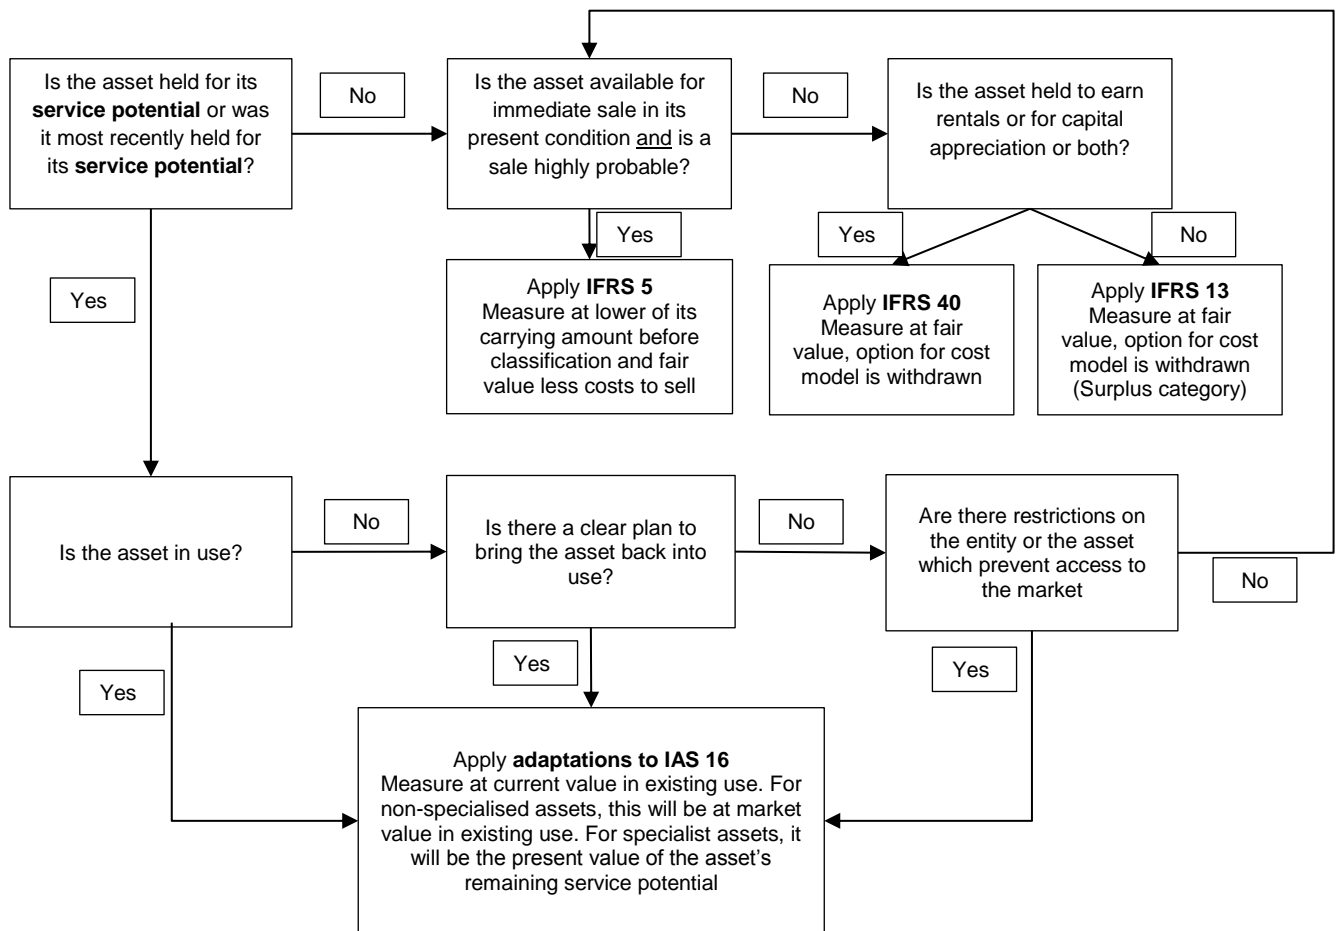 Is the asset held for its
service potential or was
it most recently held for
its service potential?
No
Is the asset available for
immediate sale in its
present condition and is a
sale highly probable?
No
Is the asset held to earn
rentals or for capital
appreciation or both?
Yes
Yes
Apply IFRS 5
Measure at lower of its
carrying amount before
classification and fair
value less costs to sell
Yes
Apply IFRS 40
Measure at fair
value, option for cost
model is withdrawn
No
Apply IFRS 13
Measure at fair
value, option for cost
model is withdrawn
(Surplus category)
Is the asset in use?
No
Is there a clear plan to
bring the asset back into
use?
No
Are there restrictions on
the entity or the asset
which prevent access to
the market
No
Yes
Yes
Yes
Apply adaptations to IAS 16
Measure at current value in existing use. For
non-specialised assets, this will be at market
value in existing use. For specialist assets, it
will be the present value of the asset's
remaining service potential